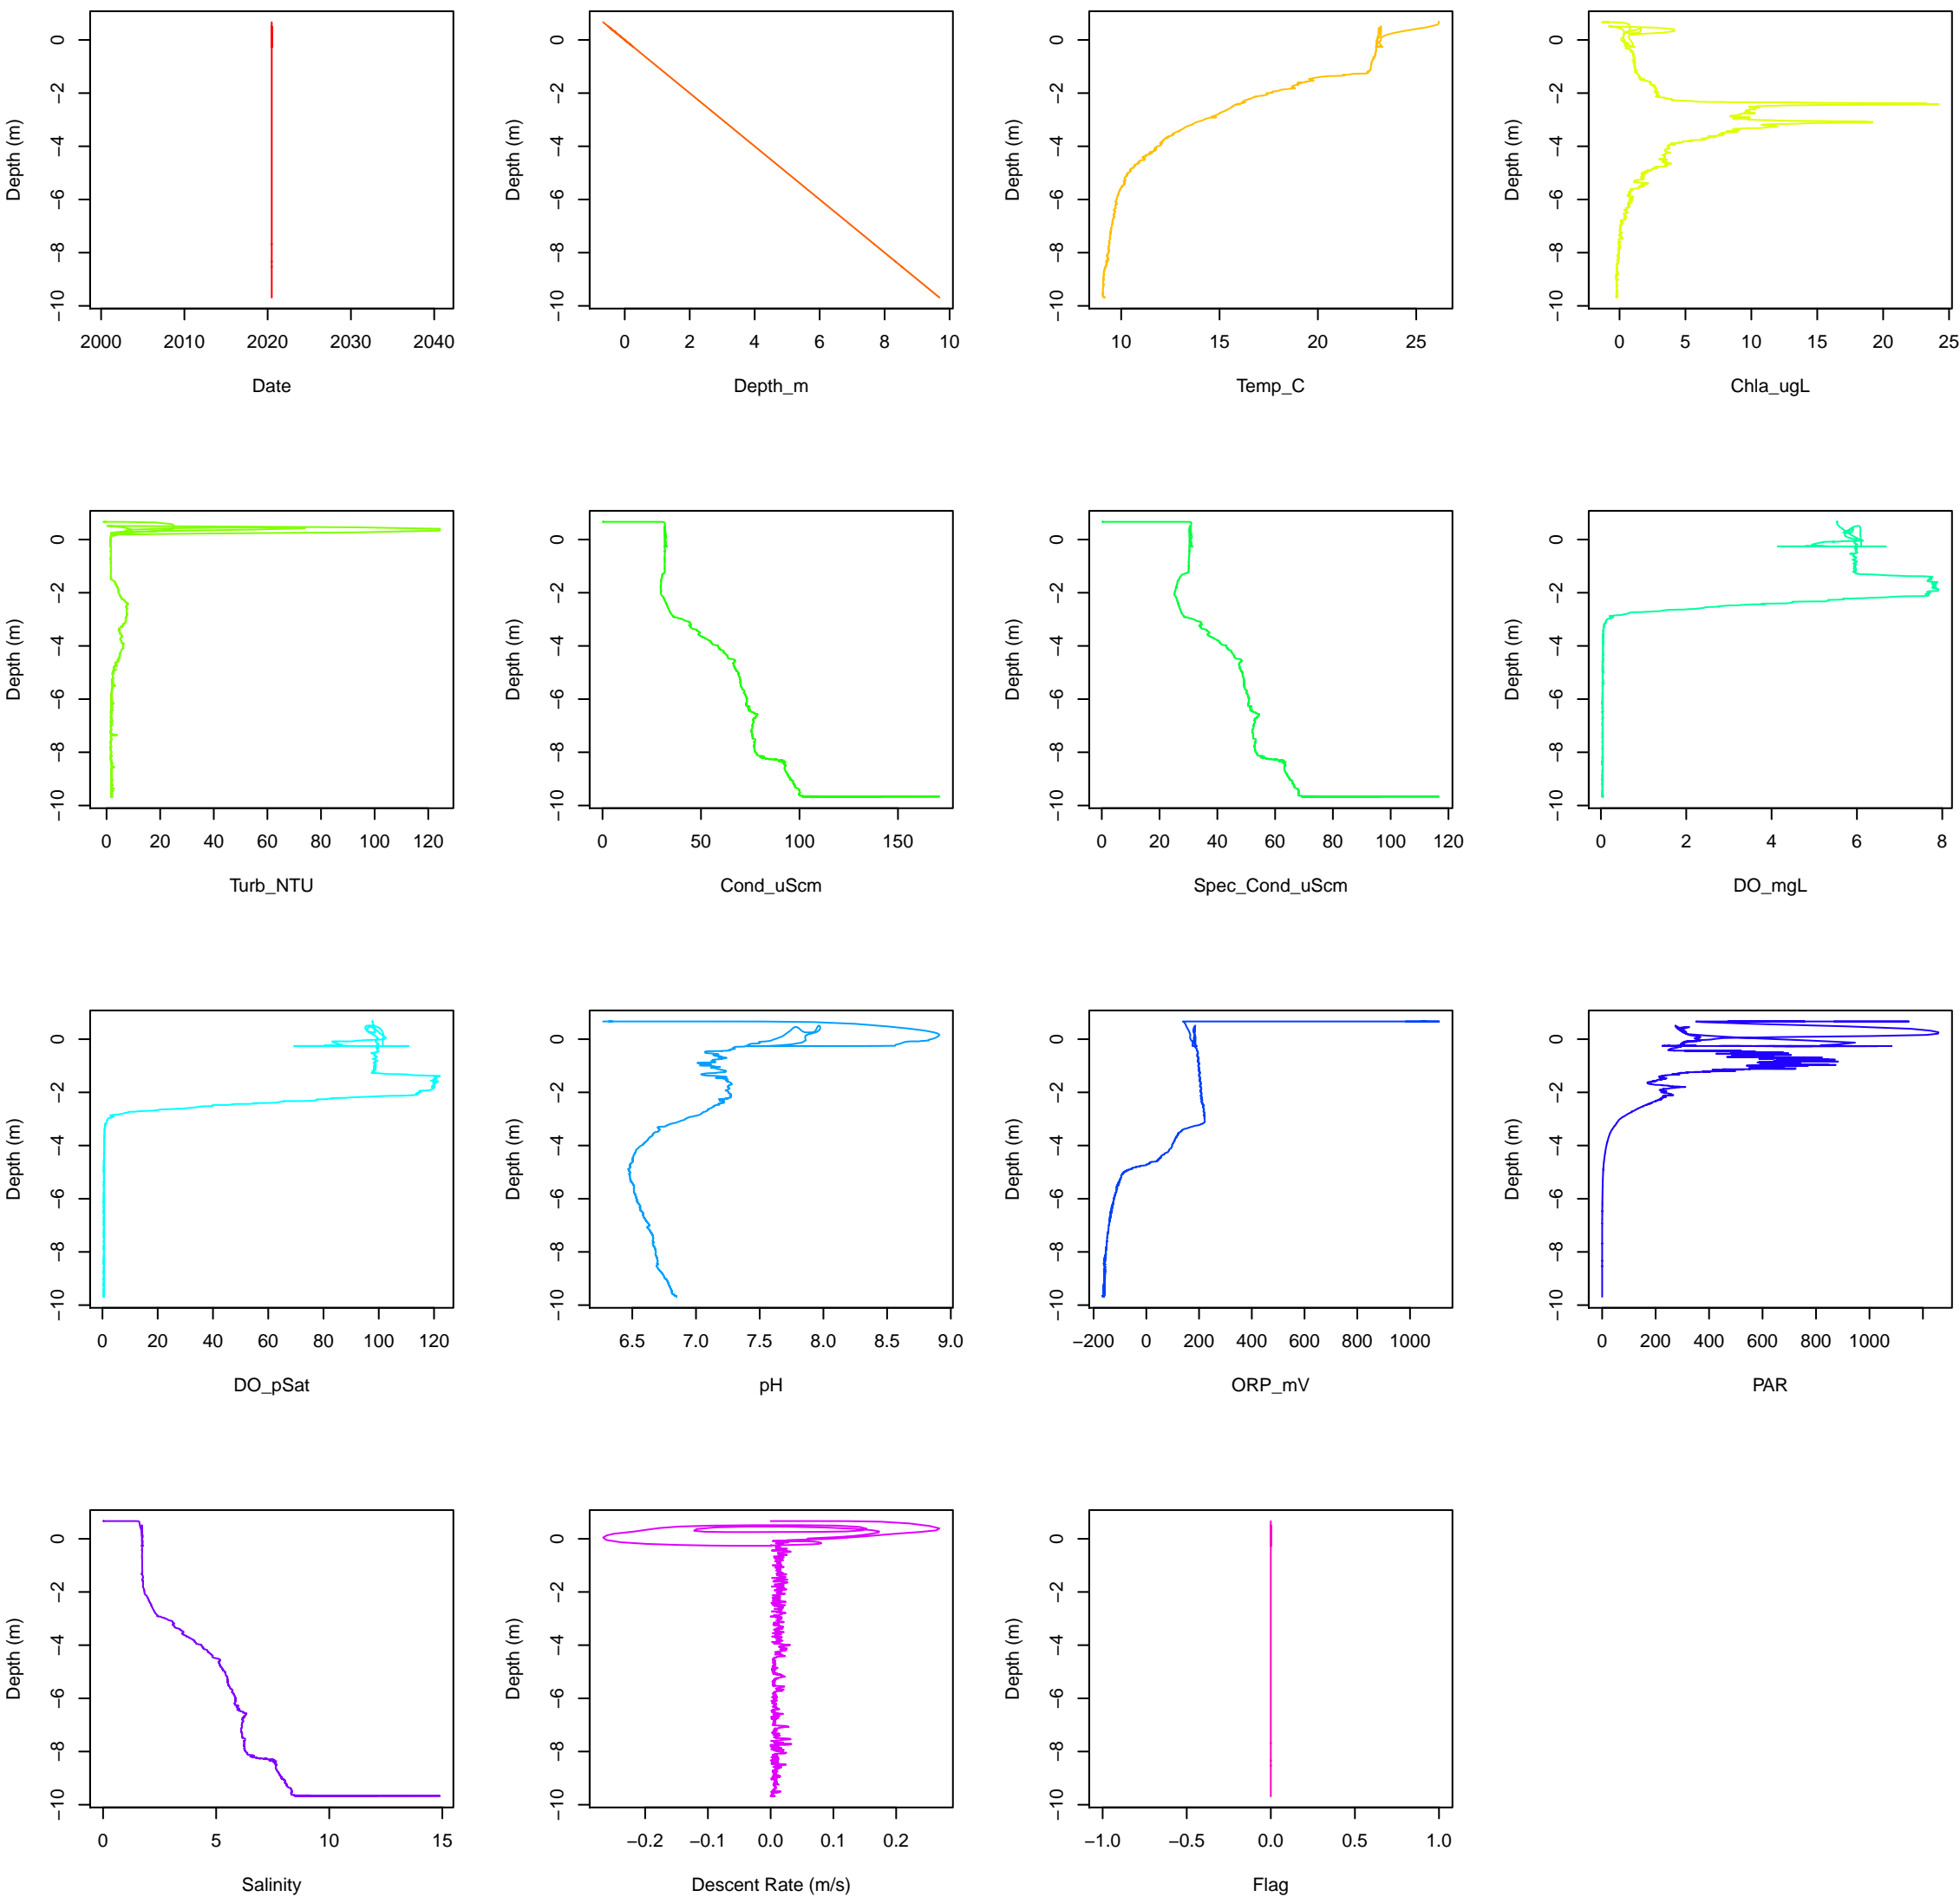 Depth (m) Depth (m) Depth (m) Depth (m)
0 0 0 0
−2 −2 −2 −2
−4 −4 −4 −4
−6 −6 −6 −6
−8 −8 −8 −8
−10 −10 −10 −10
2000 2010 2020 2030 2040 0 2 4 6 8 10 10 15 20 25 0 5 10 15 20 25
Date Depth_m Temp_C Chla_ugL
Depth (m) Depth (m) Depth (m) Depth (m)
0 0 0 0
−2 −2 −2 −2
−4 −4 −4 −4
−6 −6 −6 −6
−8 −8 −8 −8
−10 −10 −10 −10
0 20 40 60 80 100 120 0 50 100 150 0 20 40 60 80 100 120 0 2 4 6 8
Turb_NTU Cond_uScm Spec_Cond_uScm DO_mgL
Depth (m) Depth (m) Depth (m) Depth (m)
0 0 0 0
−2 −2 −2 −2
−4 −4 −4 −4
−6 −6 −6 −6
−8 −8 −8 −8
−10 −10 −10 −10
0 20 40 60 80 100 120 6.5 7.0 7.5 8.0 8.5 9.0 −200 0 200 400 600 800 1000 0 200 400 600 800 1000
DO_pSat pH ORP_mV PAR
Depth (m) Depth (m) Depth (m)
0 0 0
−2 −2 −2
−4 −4 −4
−6 −6 −6
−8 −8 −8
−10 −10 −10
0 5 10 15 −0.2 −0.1 0.0 0.1 0.2 −1.0 −0.5 0.0 0.5 1.0
Salinity Descent Rate (m/s) Flag